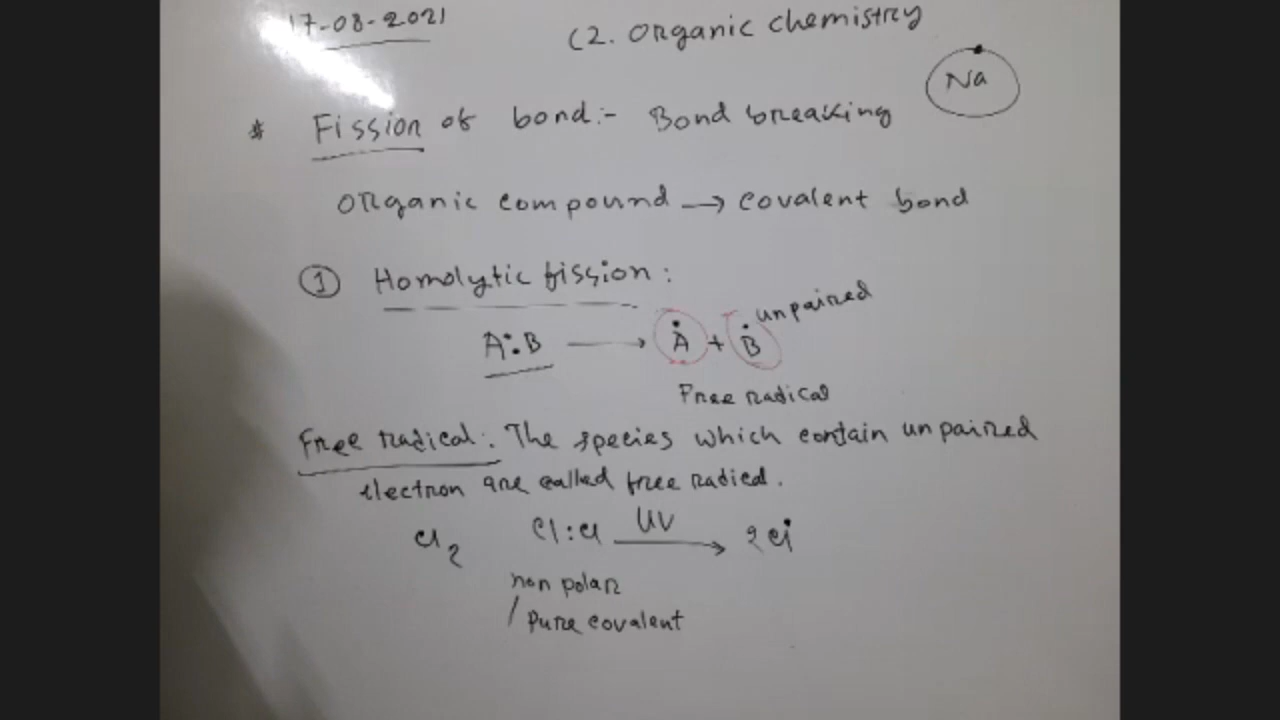 17-08-2021
C2. Organic chemistry
Na
* Fission of bond:- Bond breaking
Organic compound → covalent bond
① Homolytic fission:
A:B → Ȧ + Ḃ unpaired
Free radical
Free radical: The species which contain unpaired
electron are called free radical.
Cl₂ Cl:Cl UV → 2Cl•
non polar
/ Pure covalent